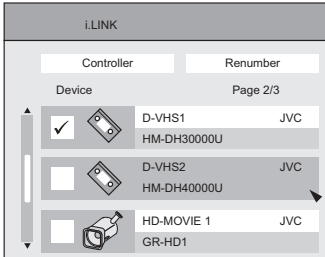 i.LINK
Controller Renumber
Device Page 2/3
D-VHS1 JVC
HM-DH30000U
D-VHS2 JVC
HM-DH40000U
HD-MOVIE 1 JVC
GR-HD1